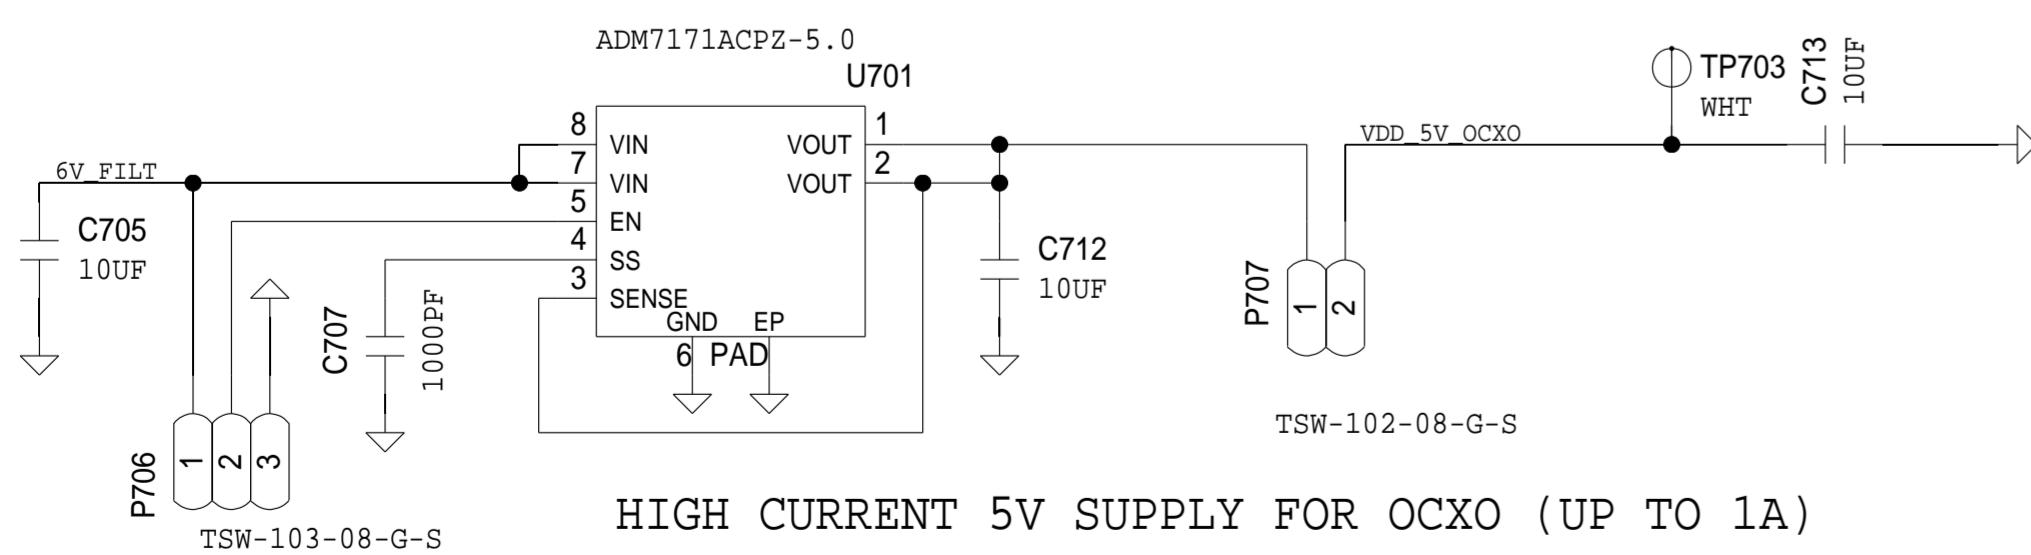 ADM7171ACPZ-5.0
U701
TP703
WHT
C713
10UF
8
VIN
VOUT
1
7
VIN
VOUT
2
VDD_5V_OCXO
6V_FILT
5
EN
4
SS
3
SENSE
GND
EP
6
PAD
C705
10UF
C707
1000PF
C712
10UF
P707
1
2
TSW-102-08-G-S
P706
1
2
3
TSW-103-08-G-S
HIGH CURRENT 5V SUPPLY FOR OCXO (UP TO 1A)